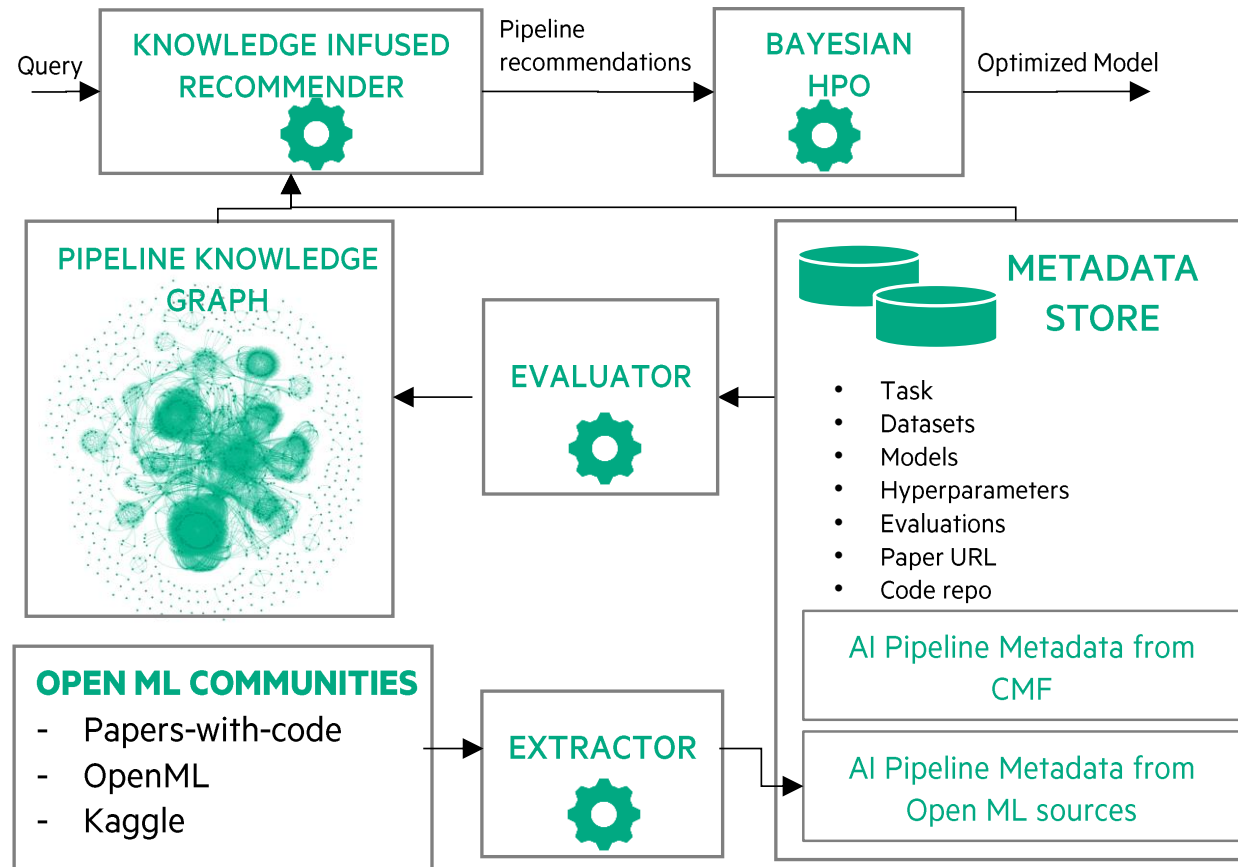 Query
KNOWLEDGE INFUSED
RECOMMENDER
Pipeline
recommendations
BAYESIAN
HPO
Optimized Model
PIPELINE KNOWLEDGE
GRAPH
EVALUATOR
METADATA
STORE
• Task
• Datasets
• Models
• Hyperparameters
• Evaluations
• Paper URL
• Code repo
AI Pipeline Metadata from
CMF
AI Pipeline Metadata from
Open ML sources
OPEN ML COMMUNITIES
- Papers-with-code
- OpenML
- Kaggle
EXTRACTOR